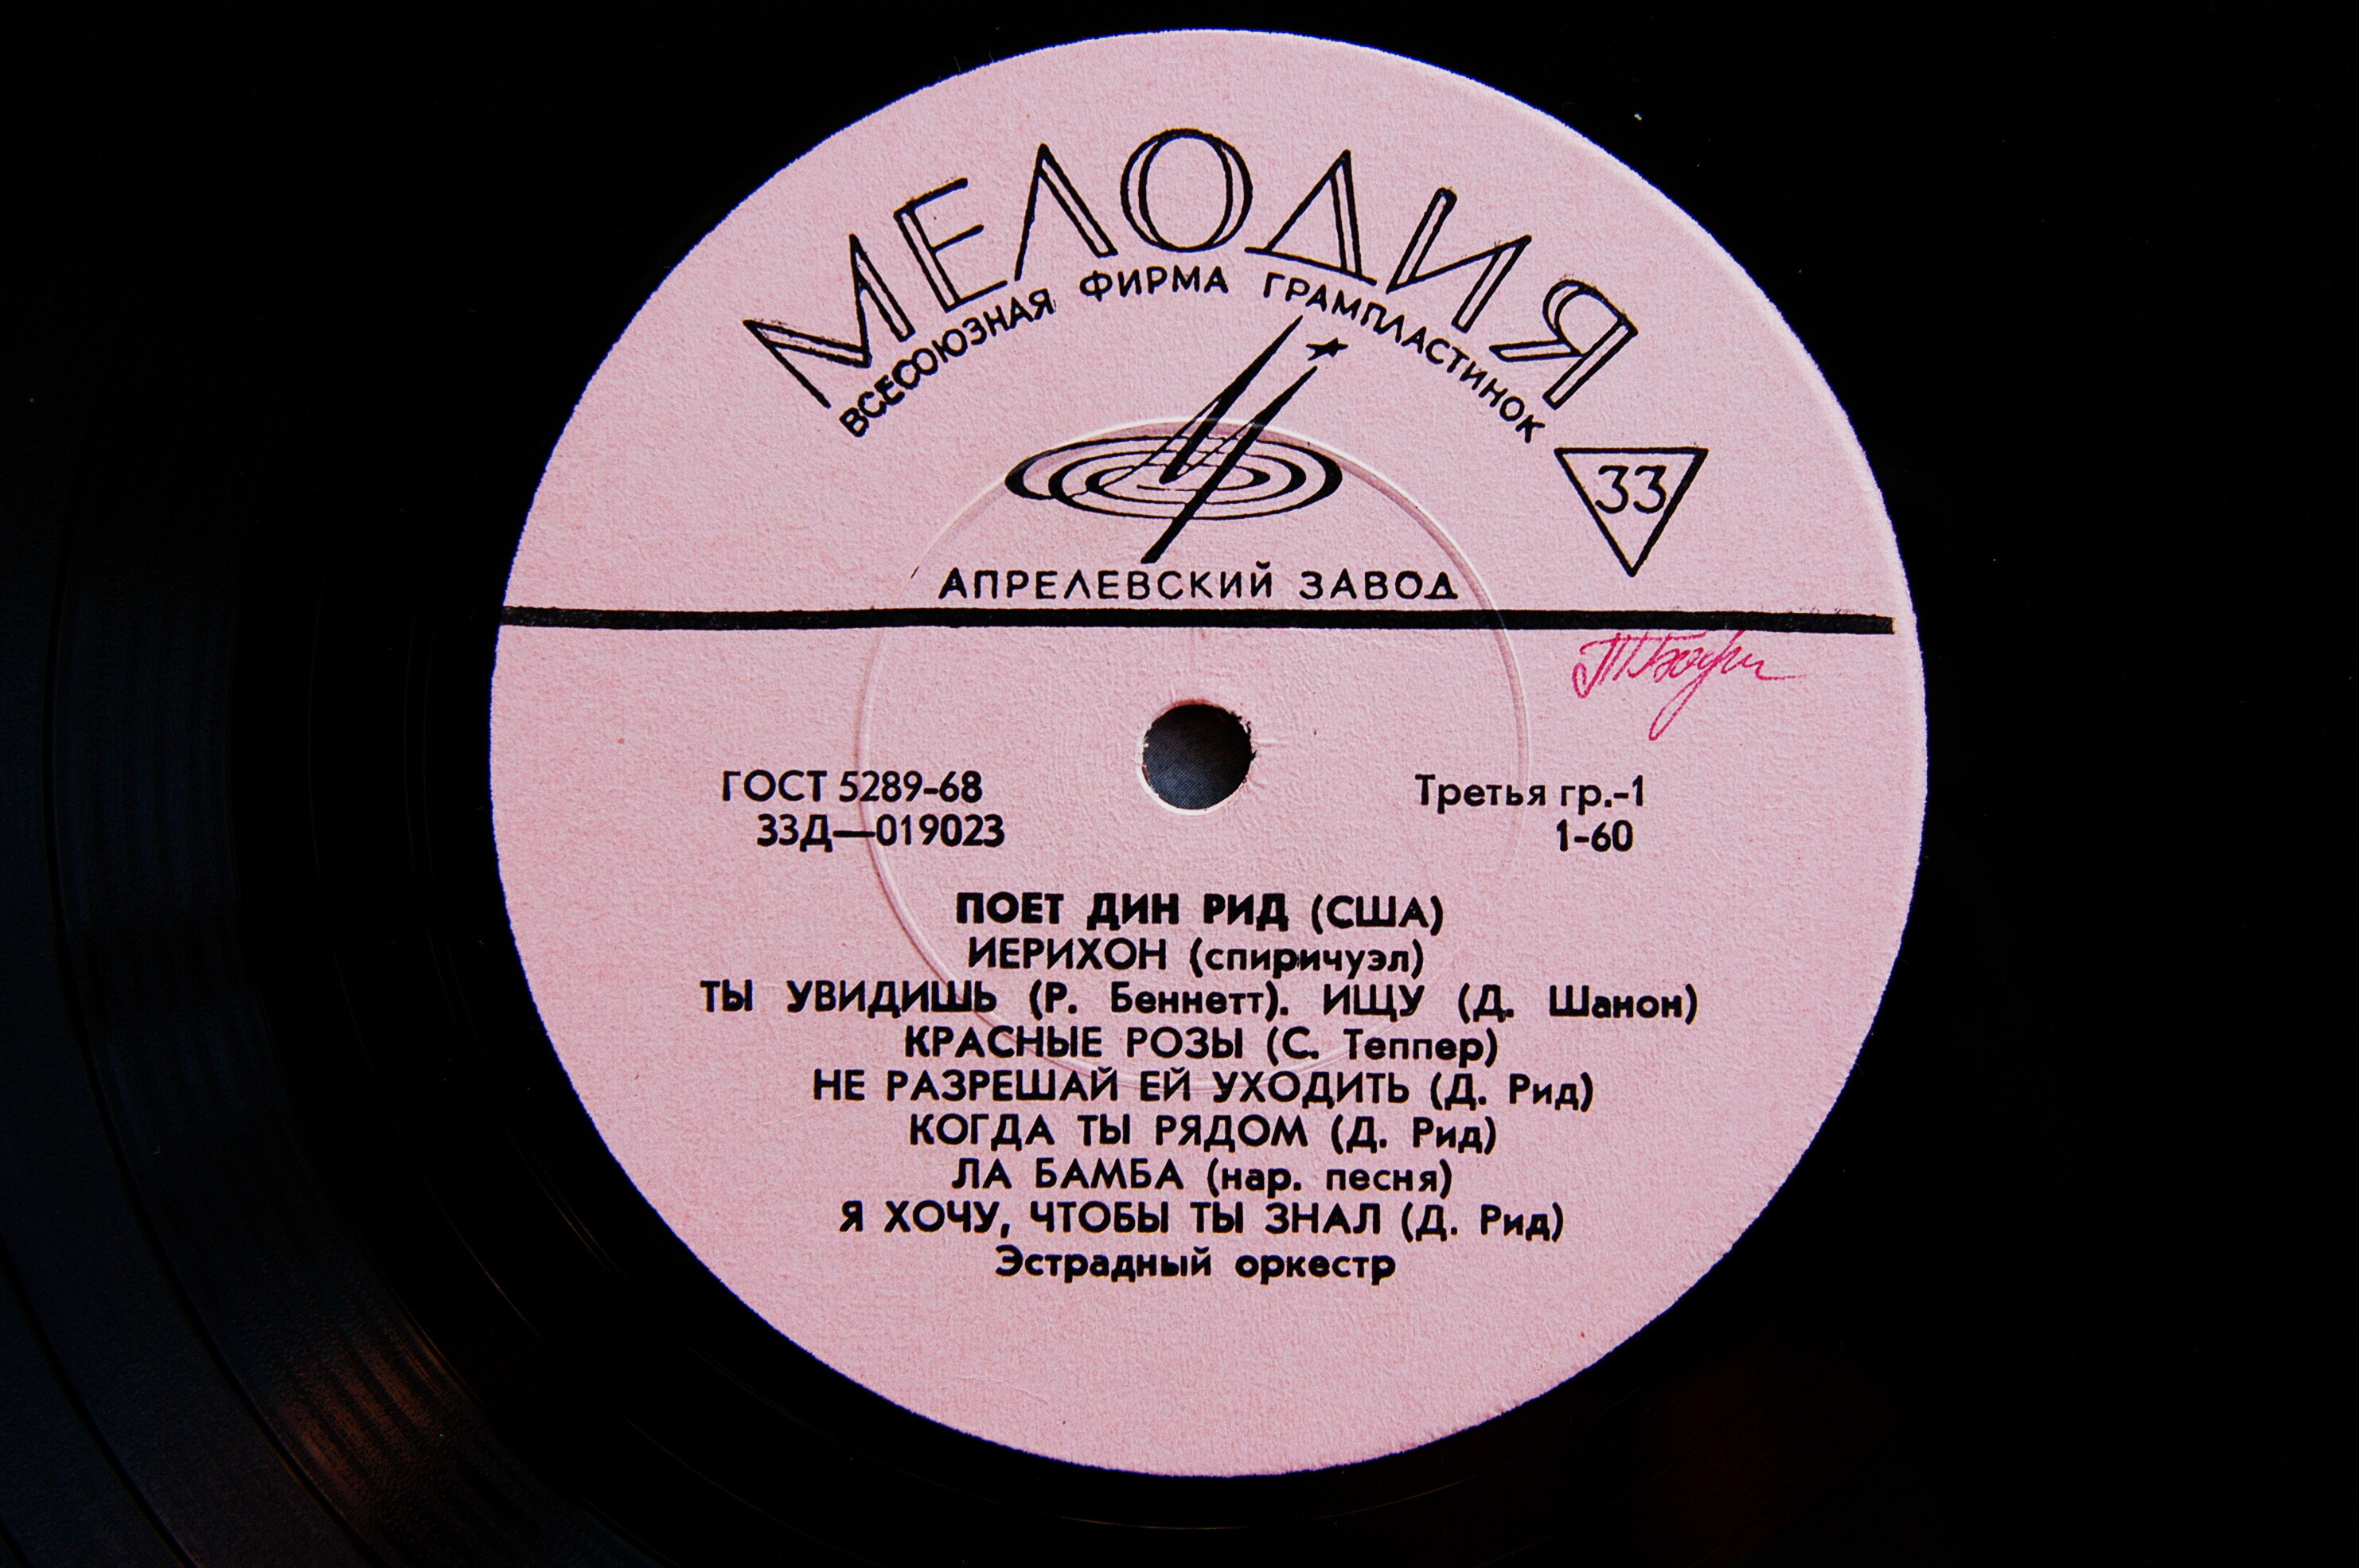 МЕЛОДИЯ
ВСЕСОЮЗНАЯ ФИРМА ГРАМПЛАСТИНОК
33
АПРЕЛЕВСКИЙ ЗАВОД
ГОСТ 5289-68
33Д—019023
Третья гр.-1
1-60
ПОЕТ ДИН РИД (США)
ИЕРИХОН (спиричуэл)
ТЫ УВИДИШЬ (Р. Беннетт). ИЩУ (Д. Шанон)
КРАСНЫЕ РОЗЫ (С. Теппер)
НЕ РАЗРЕШАЙ ЕЙ УХОДИТЬ (Д. Рид)
КОГДА ТЫ РЯДОМ (Д. Рид)
ЛА БАМБА (нар. песня)
Я ХОЧУ, ЧТОБЫ ТЫ ЗНАЛ (Д. Рид)
Эстрадный оркестр